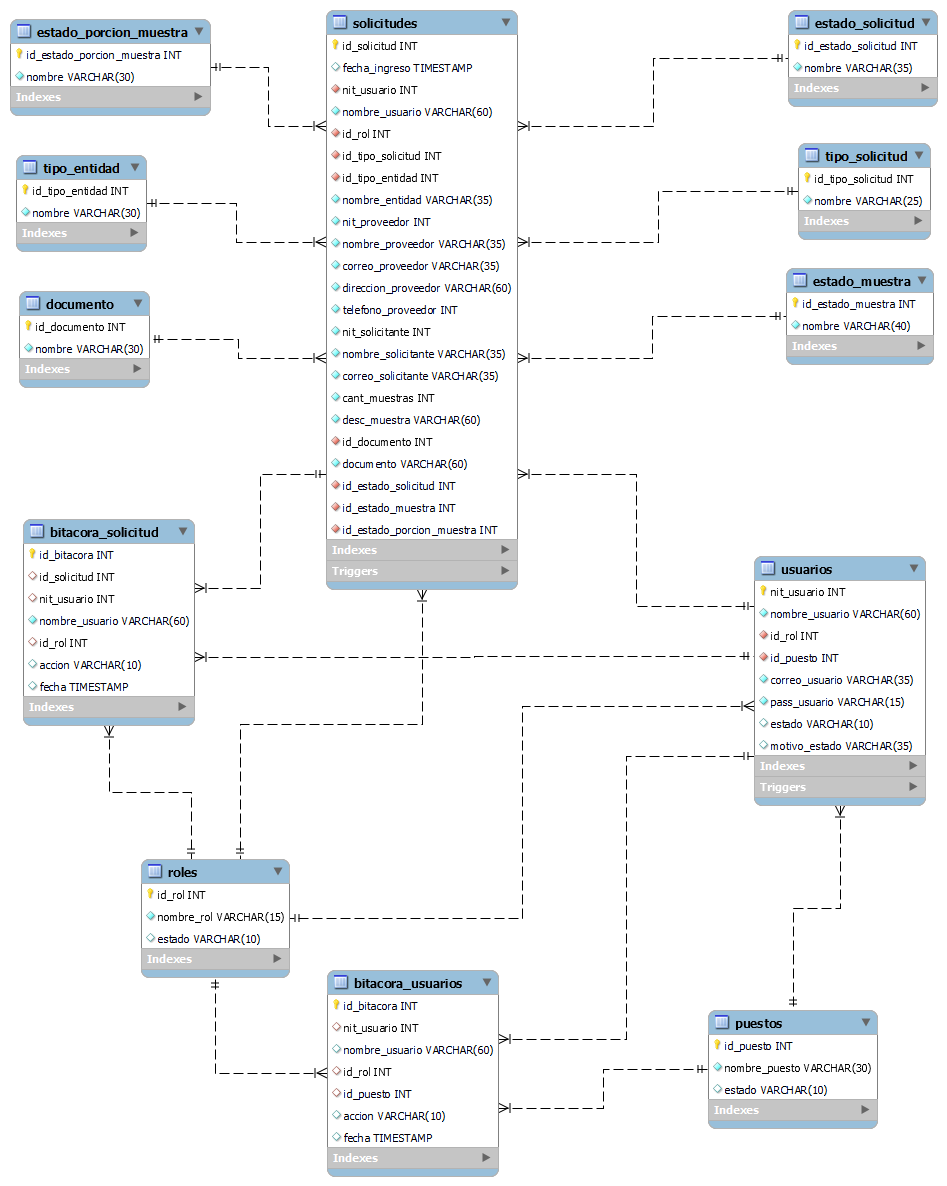 estado_porcion_muestra
id_estado_porcion_muestra INT
nombre VARCHAR(30)
Indexes
tipo_entidad
id_tipo_entidad INT
nombre VARCHAR(30)
Indexes
documento
id_documento INT
nombre VARCHAR(30)
Indexes
solicitudes
id_solicitud INT
fecha_ingreso TIMESTAMP
nit_usuario INT
nombre_usuario VARCHAR(60)
id_rol INT
id_tipo_solicitud INT
id_tipo_entidad INT
nombre_entidad VARCHAR(35)
nit_proveedor INT
nombre_proveedor VARCHAR(35)
correo_proveedor VARCHAR(35)
direccion_proveedor VARCHAR(60)
telefono_proveedor INT
nit_solicitante INT
nombre_solicitante VARCHAR(35)
correo_solicitante VARCHAR(35)
cant_muestras INT
desc_muestra VARCHAR(60)
id_documento INT
documento VARCHAR(60)
id_estado_solicitud INT
id_estado_muestra INT
id_estado_porcion_muestra INT
Indexes
Triggers
estado_solicitud
id_estado_solicitud INT
nombre VARCHAR(35)
Indexes
tipo_solicitud
id_tipo_solicitud INT
nombre VARCHAR(25)
Indexes
estado_muestra
id_estado_muestra INT
nombre VARCHAR(40)
Indexes
bitacora_solicitud
id_bitacora INT
id_solicitud INT
nit_usuario INT
nombre_usuario VARCHAR(60)
id_rol INT
accion VARCHAR(10)
fecha TIMESTAMP
Indexes
usuarios
nit_usuario INT
nombre_usuario VARCHAR(60)
id_rol INT
id_puesto INT
correo_usuario VARCHAR(35)
pass_usuario VARCHAR(15)
estado VARCHAR(10)
motivo_estado VARCHAR(35)
Indexes
Triggers
roles
id_rol INT
nombre_rol VARCHAR(15)
estado VARCHAR(10)
Indexes
bitacora_usuarios
id_bitacora INT
nit_usuario INT
nombre_usuario VARCHAR(60)
id_rol INT
id_puesto INT
accion VARCHAR(10)
fecha TIMESTAMP
Indexes
puestos
id_puesto INT
nombre_puesto VARCHAR(30)
estado VARCHAR(10)
Indexes